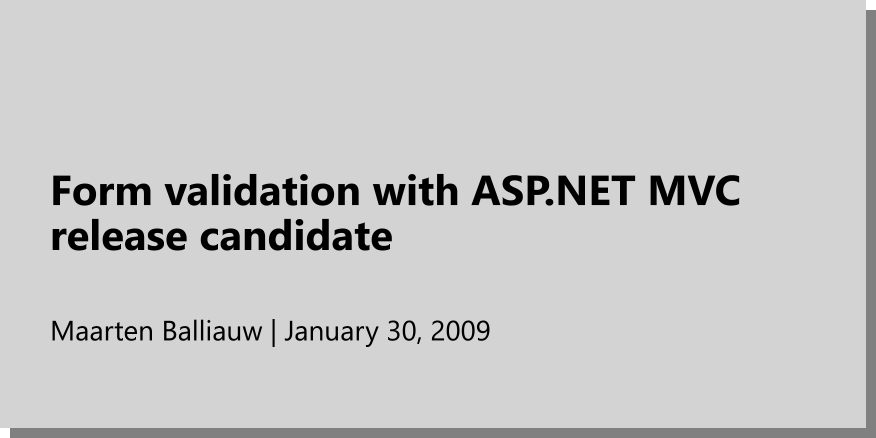 Form validation with ASP.NET MVC
release candidate
Maarten Balliauw | January 30, 2009